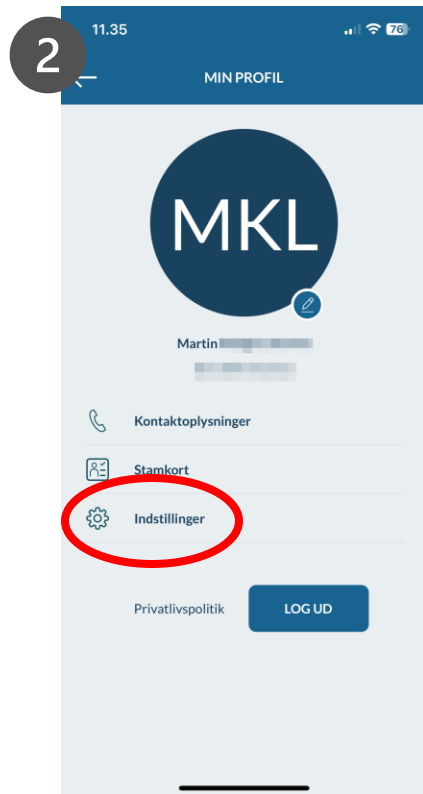 2
11.35
76
MIN PROFIL
MKL
Martin
Kontaktoplysninger
Stamkort
Indstillinger
Privatlivspolitik
LOG UD